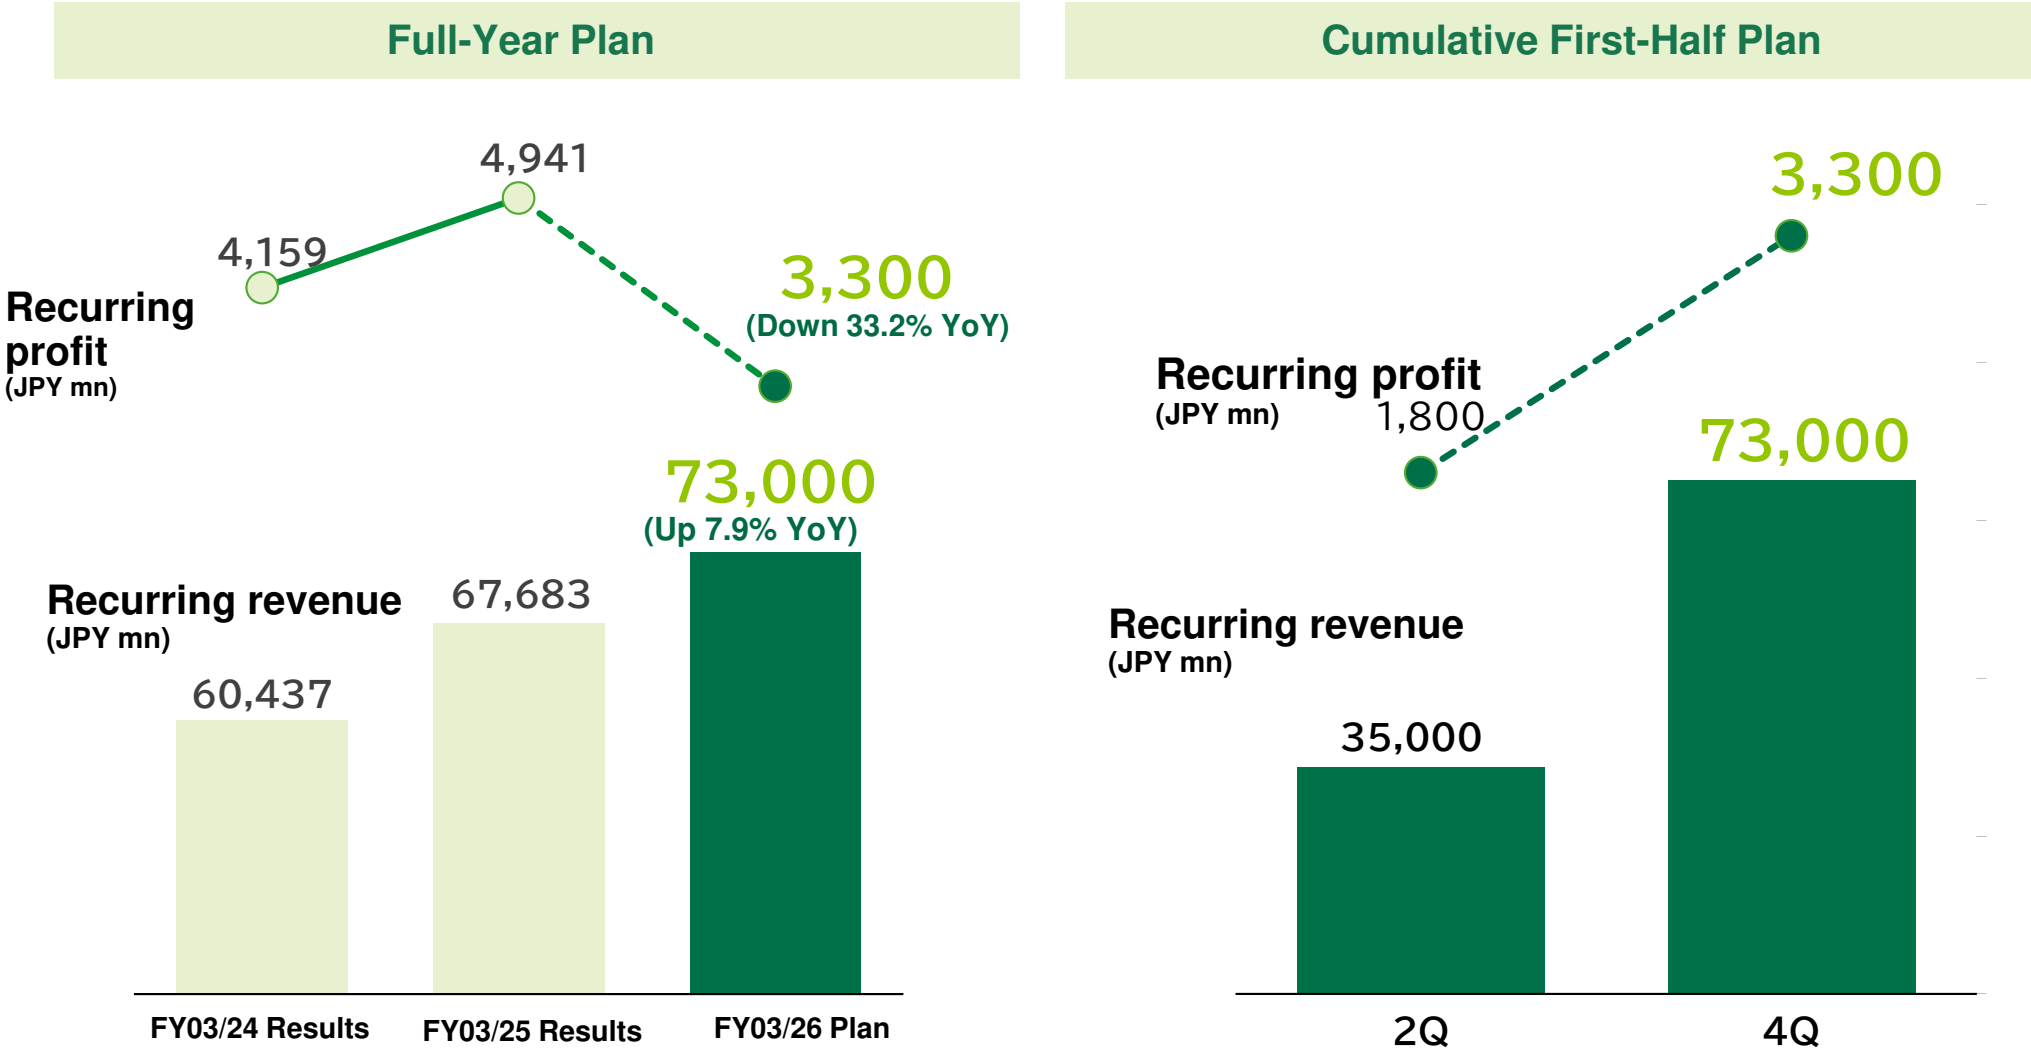 Full-Year Plan
4,941
4,159
Recurring
profit
(JPY mn)
3,300
(Down 33.2% YoY)
73,000
(Up 7.9% YoY)
Recurring revenue
(JPY mn)
67,683
60,437
FY03/24 Results
FY03/25 Results
FY03/26 Plan
Cumulative First-Half Plan
3,300
Recurring profit
(JPY mn)
1,800
73,000
Recurring revenue
(JPY mn)
35,000
2Q
4Q